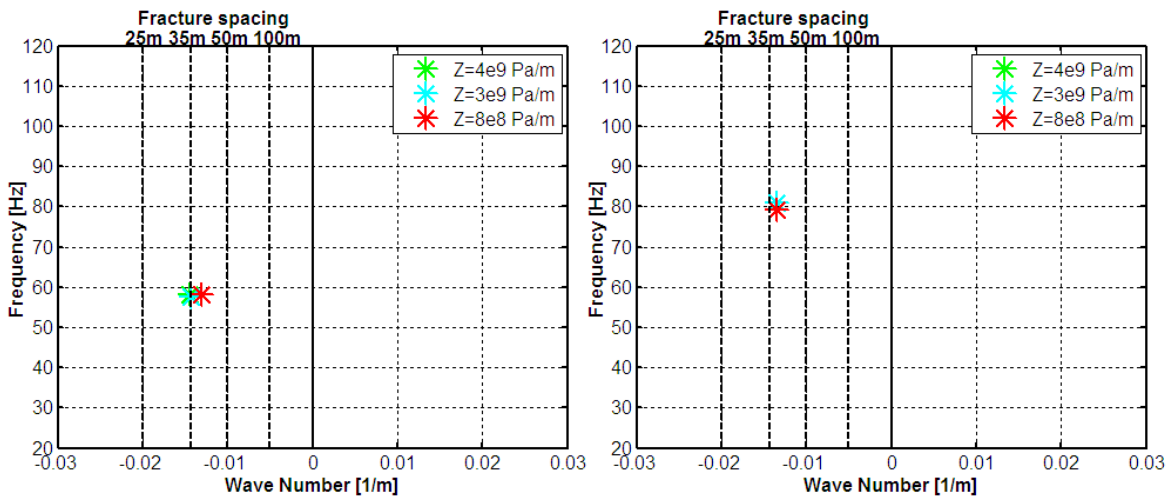 Fracture spacing
25m 35m 50m 100m
120
110
100
90
80
70
60
50
40
30
20
Frequency [Hz]
Z=4e9 Pa/m
Z=3e9 Pa/m
Z=8e8 Pa/m
-0.03 -0.02 -0.01 0 0.01 0.02 0.03
Wave Number [1/m]
Fracture spacing
25m 35m 50m 100m
120
110
100
90
80
70
60
50
40
30
20
Frequency [Hz]
Z=4e9 Pa/m
Z=3e9 Pa/m
Z=8e8 Pa/m
-0.03 -0.02 -0.01 0 0.01 0.02 0.03
Wave Number [1/m]